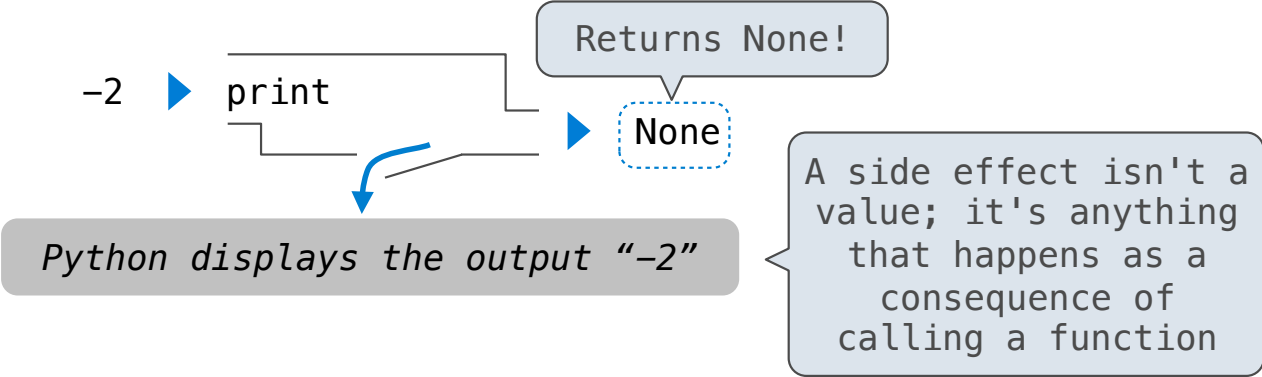 Returns None!
−2 print
None
A side effect isn't a
value; it's anything
that happens as a
consequence of
calling a function
Python displays the output “−2”